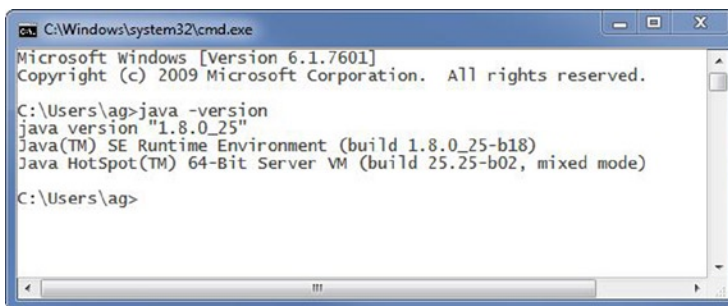 C:\Windows\system32\cmd.exe
Microsoft Windows [Version 6.1.7601]
Copyright (c) 2009 Microsoft Corporation.  All rights reserved.
C:\Users\ag>java -version
java version "1.8.0_25"
Java(TM) SE Runtime Environment (build 1.8.0_25-b18)
Java HotSpot(TM) 64-Bit Server VM (build 25.25-b02, mixed mode)
C:\Users\ag>